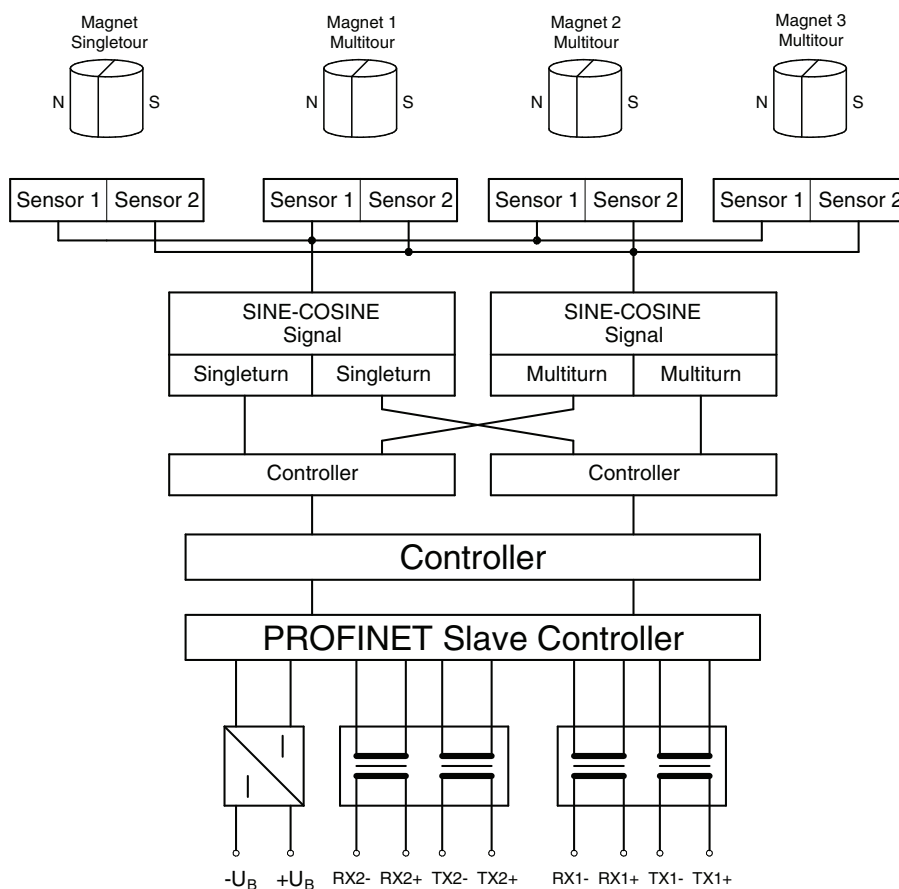 Magnet
Singletour
Magnet 1
Multitour
Magnet 2
Multitour
Magnet 3
Multitour
N S
N S
N S
N S
Sensor 1 Sensor 2
Sensor 1 Sensor 2
Sensor 1 Sensor 2
Sensor 1 Sensor 2
SINE-COSINE
Signal
SINE-COSINE
Signal
Singleturn Singleturn
Multiturn Multiturn
Controller
Controller
Controller
PROFINET Slave Controller
-UB +UB RX2- RX2+ TX2- TX2+ RX1- RX1+ TX1- TX1+